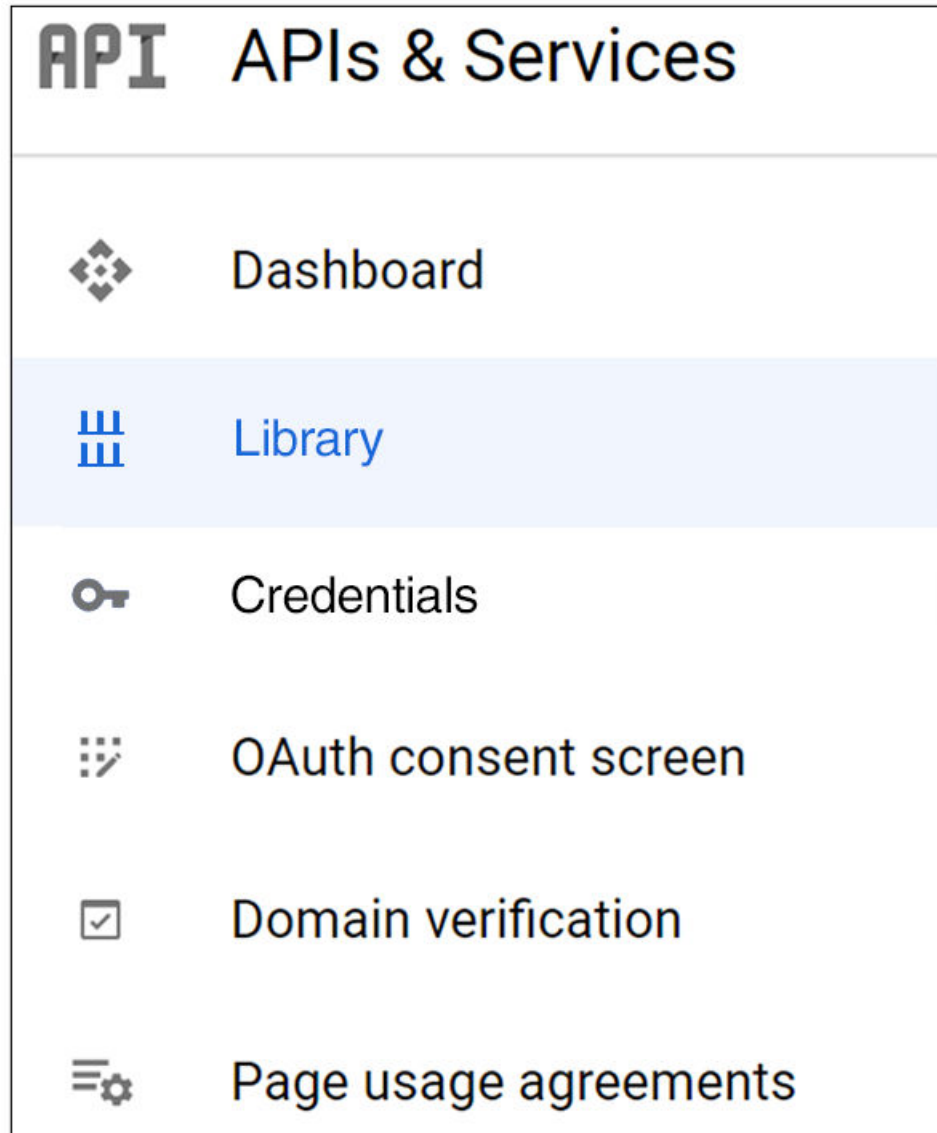 API APIs & Services
Dashboard
Library
Credentials
OAuth consent screen
Domain verification
Page usage agreements